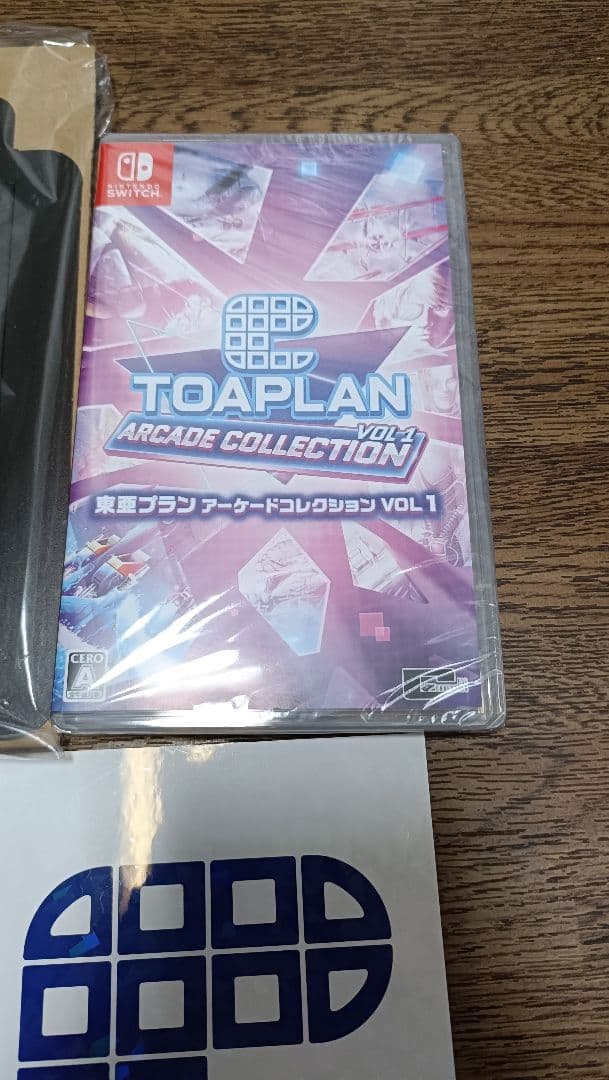 NINTENDO
SWITCH
TOAPLAN
ARCADE COLLECTION
VOL-1
東亜プラン アーケードコレクション VOL 1
CERO
A